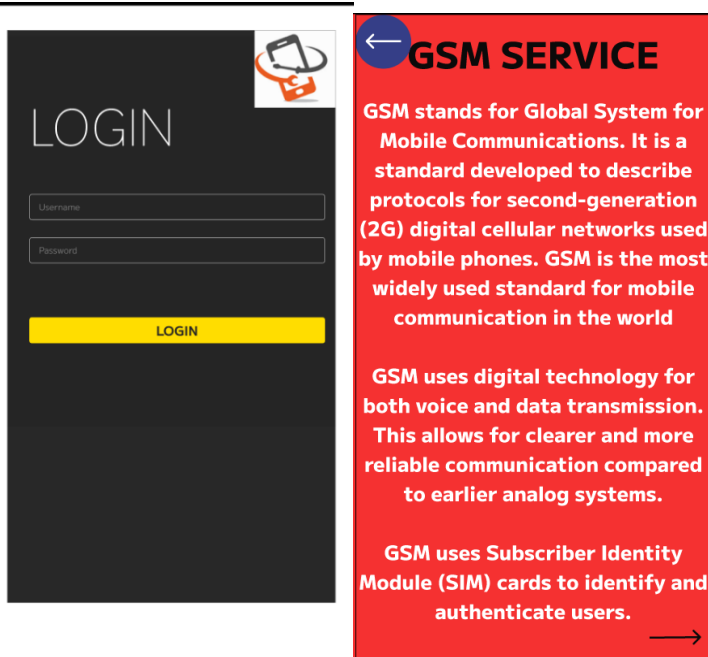 LOGIN
Username
Password
LOGIN
GSM SERVICE
GSM stands for Global System for
Mobile Communications. It is a
standard developed to describe
protocols for second-generation
(2G) digital cellular networks used
by mobile phones. GSM is the most
widely used standard for mobile
communication in the world
GSM uses digital technology for
both voice and data transmission.
This allows for clearer and more
reliable communication compared
to earlier analog systems.
GSM uses Subscriber Identity
Module (SIM) cards to identify and
authenticate users.